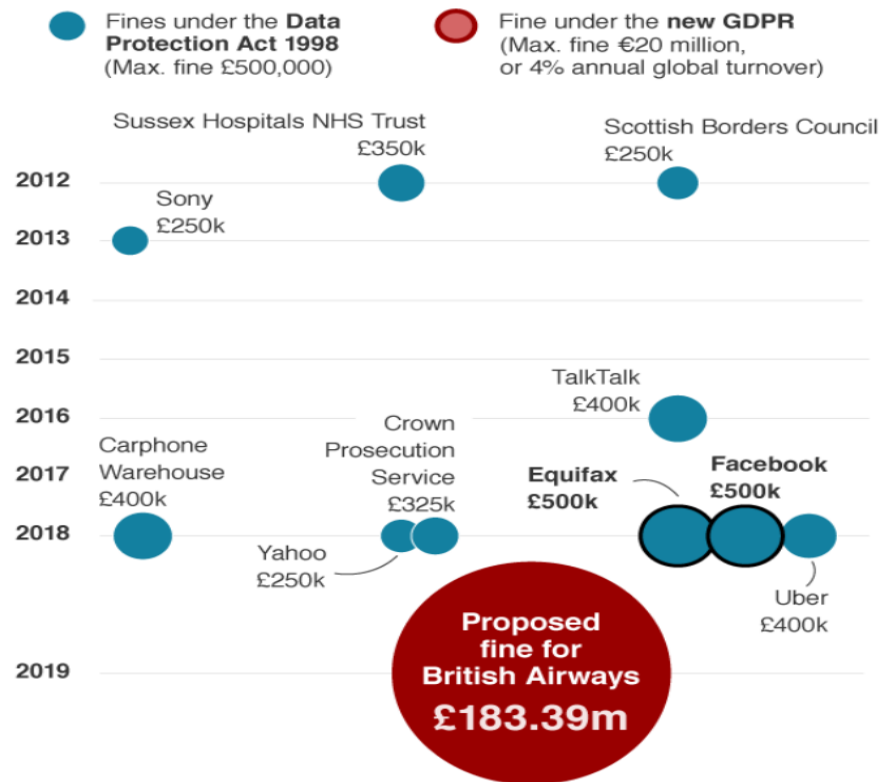 Fines under the Data
Protection Act 1998
(Max. fine £500,000)
Fine under the new GDPR
(Max. fine €20 million,
or 4% annual global turnover)
Sussex Hospitals NHS Trust
£350k
Scottish Borders Council
£250k
2012
Sony
£250k
2013
2014
2015
TalkTalk
£400k
2016
Carphone
Warehouse
£400k
Crown
Prosecution
Service
£325k
2017
Equifax
£500k
Facebook
£500k
2018
Yahoo
£250k
Uber
£400k
Proposed
fine for
British Airways
£183.39m
2019